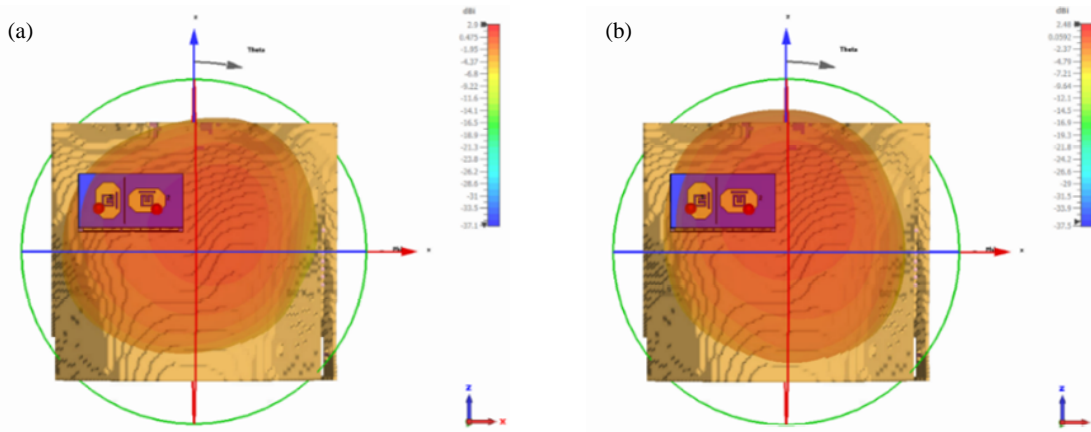 (a)
z
Theta
x
dBi
2.9
0.475
-1.95
-4.37
-6.8
-9.22
-11.6
-14.1
-16.5
-18.9
-21.3
-23.8
-26.2
-28.6
-31
-33.5
-37.1
z
x
(b)
z
Theta
x
dBi
2.48
0.0592
-2.37
-4.79
-7.21
-9.64
-12.1
-14.5
-16.9
-19.3
-21.8
-24.2
-26.6
-29
-31.5
-33.9
-37.5
z